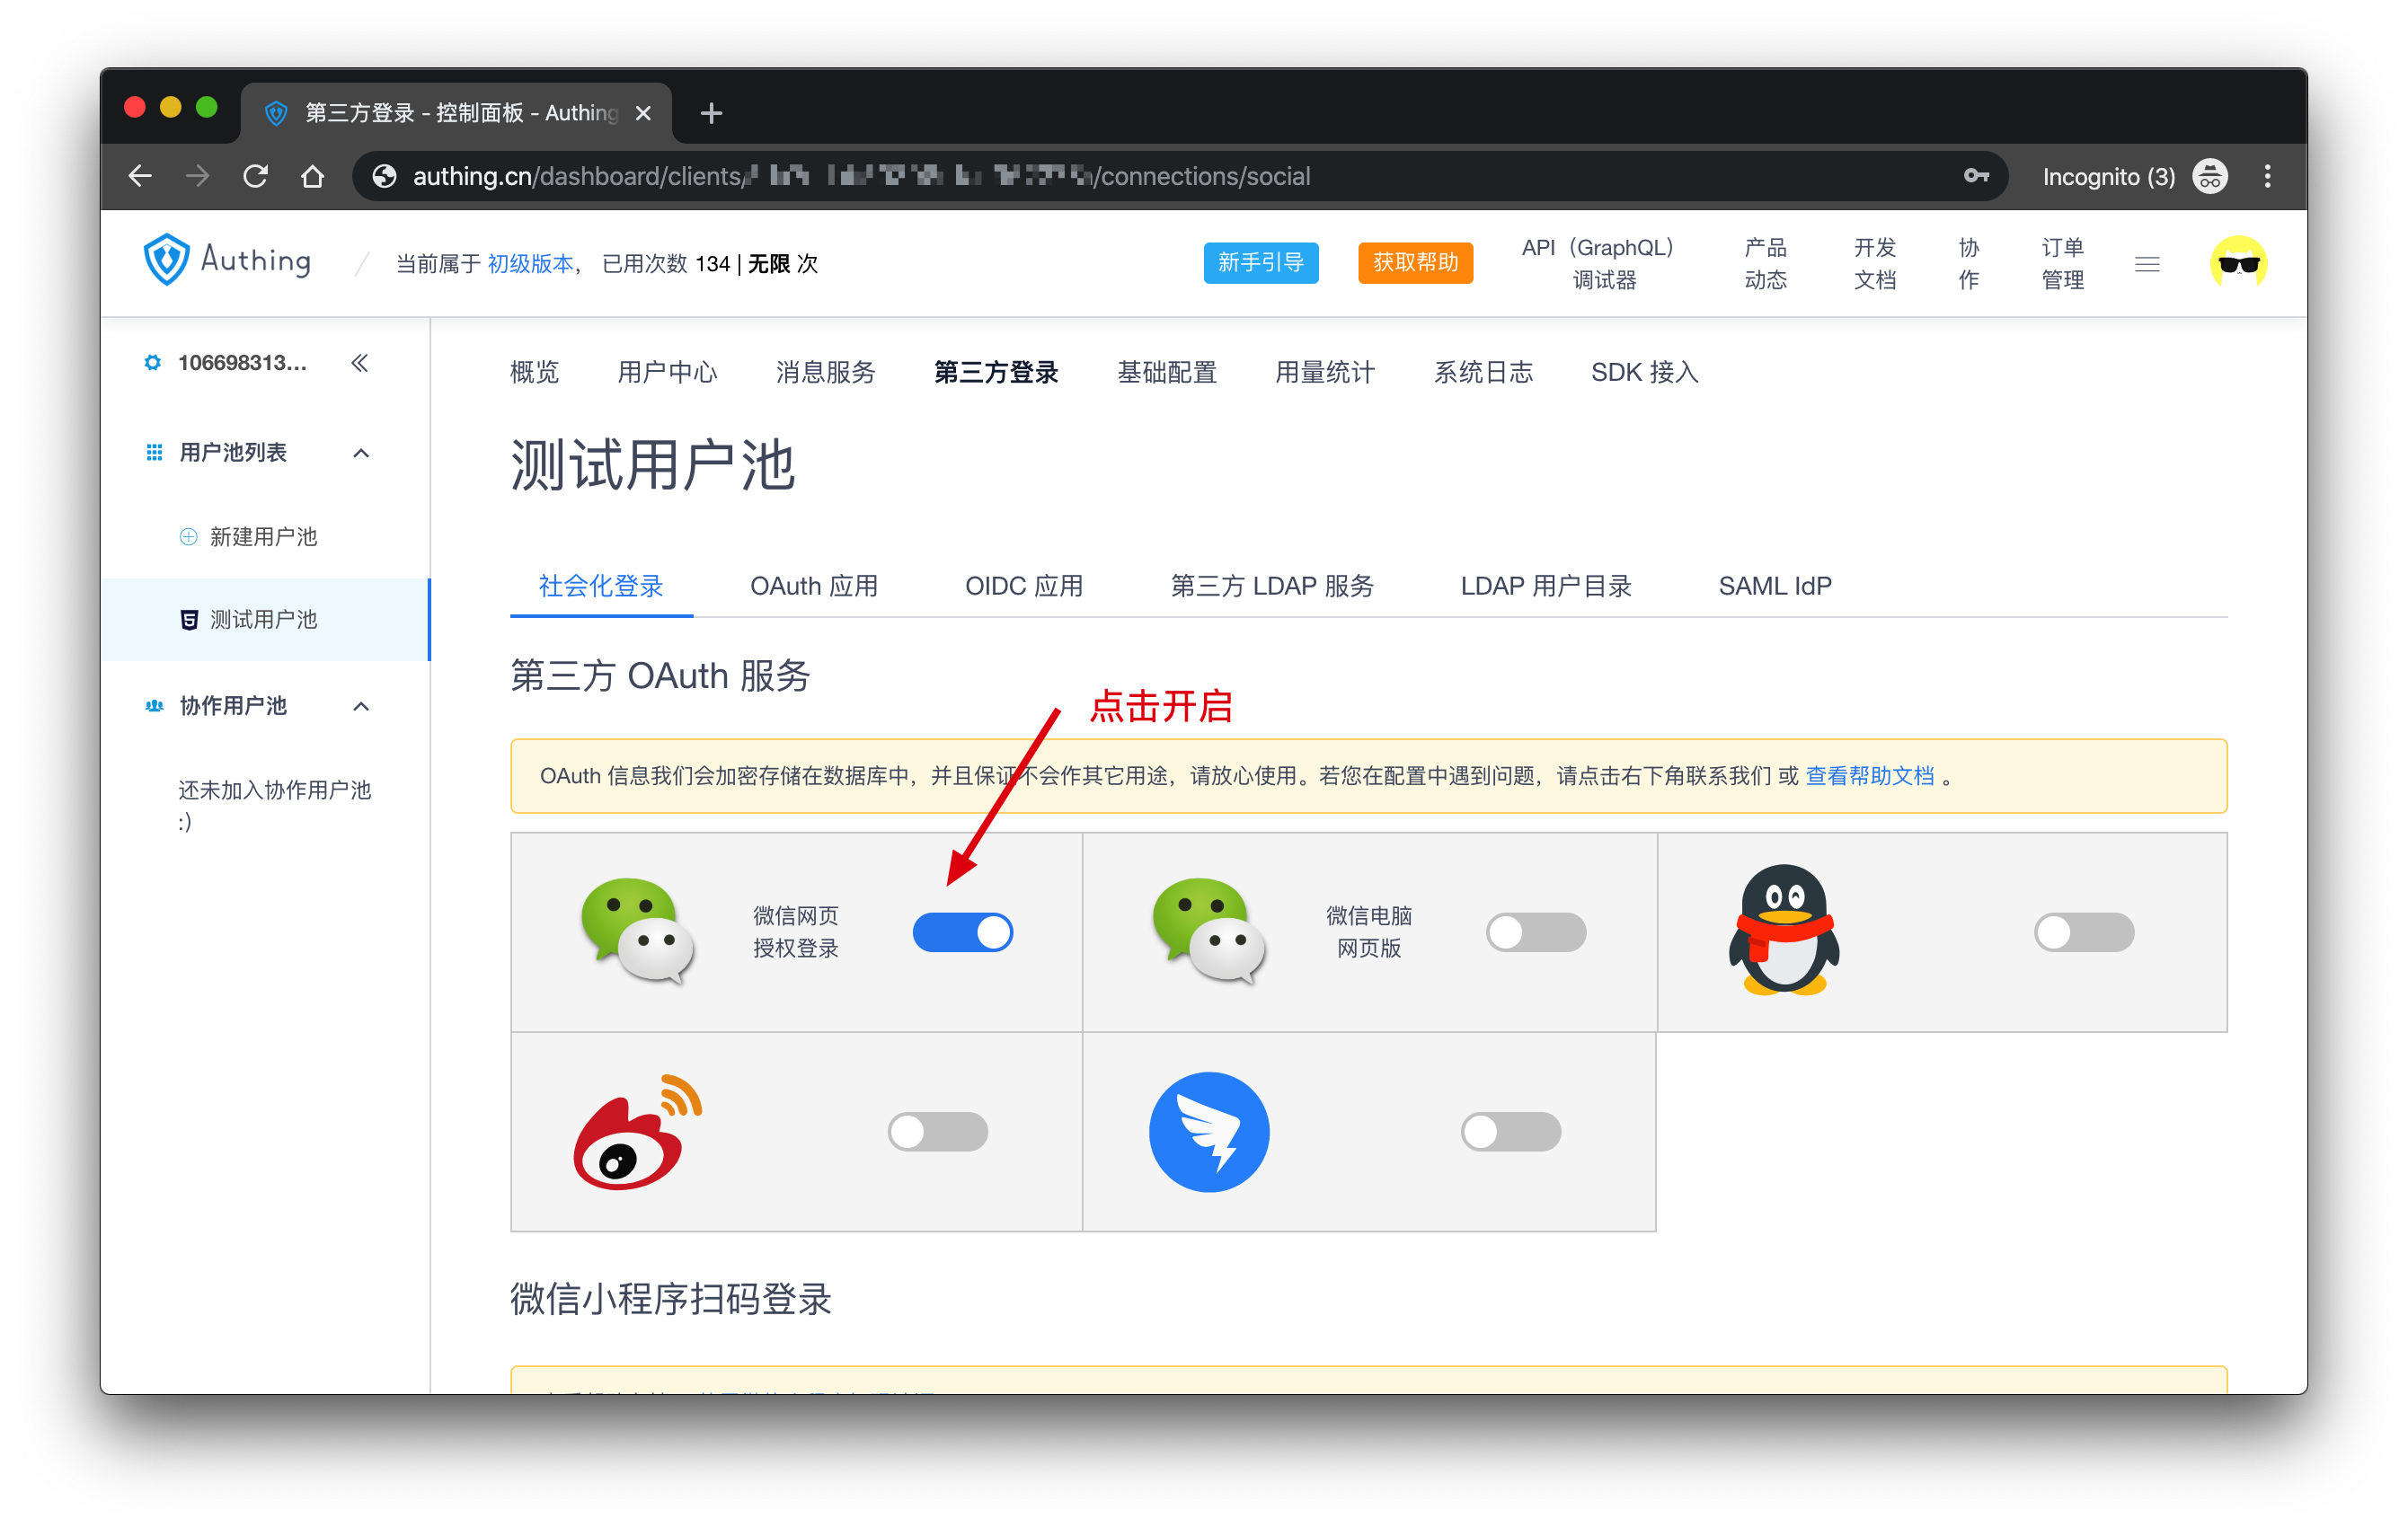 第三方登录 - 控制面板 - Authing
authing.cn/dashboard/clients/
/connections/social
Incognito (3)
Authing
当前属于 初级版本， 已用次数 134 | 无限 次
新手引导
获取帮助
API（GraphQL）
调试器
产品
动态
开发
文档
协
作
订单
管理
106698313...
用户池列表
新建用户池
测试用户池
协作用户池
还未加入协作用户池
:)
概览
用户中心
消息服务
第三方登录
基础配置
用量统计
系统日志
SDK 接入
测试用户池
社会化登录
OAuth 应用
OIDC 应用
第三方 LDAP 服务
LDAP 用户目录
SAML IdP
第三方 OAuth 服务
点击开启
OAuth 信息我们会加密存储在数据库中，并且保证不会作其它用途，请放心使用。若您在配置中遇到问题，请点击右下角联系我们 或 查看帮助文档 。
微信网页
授权登录
微信电脑
网页版
微信小程序扫码登录